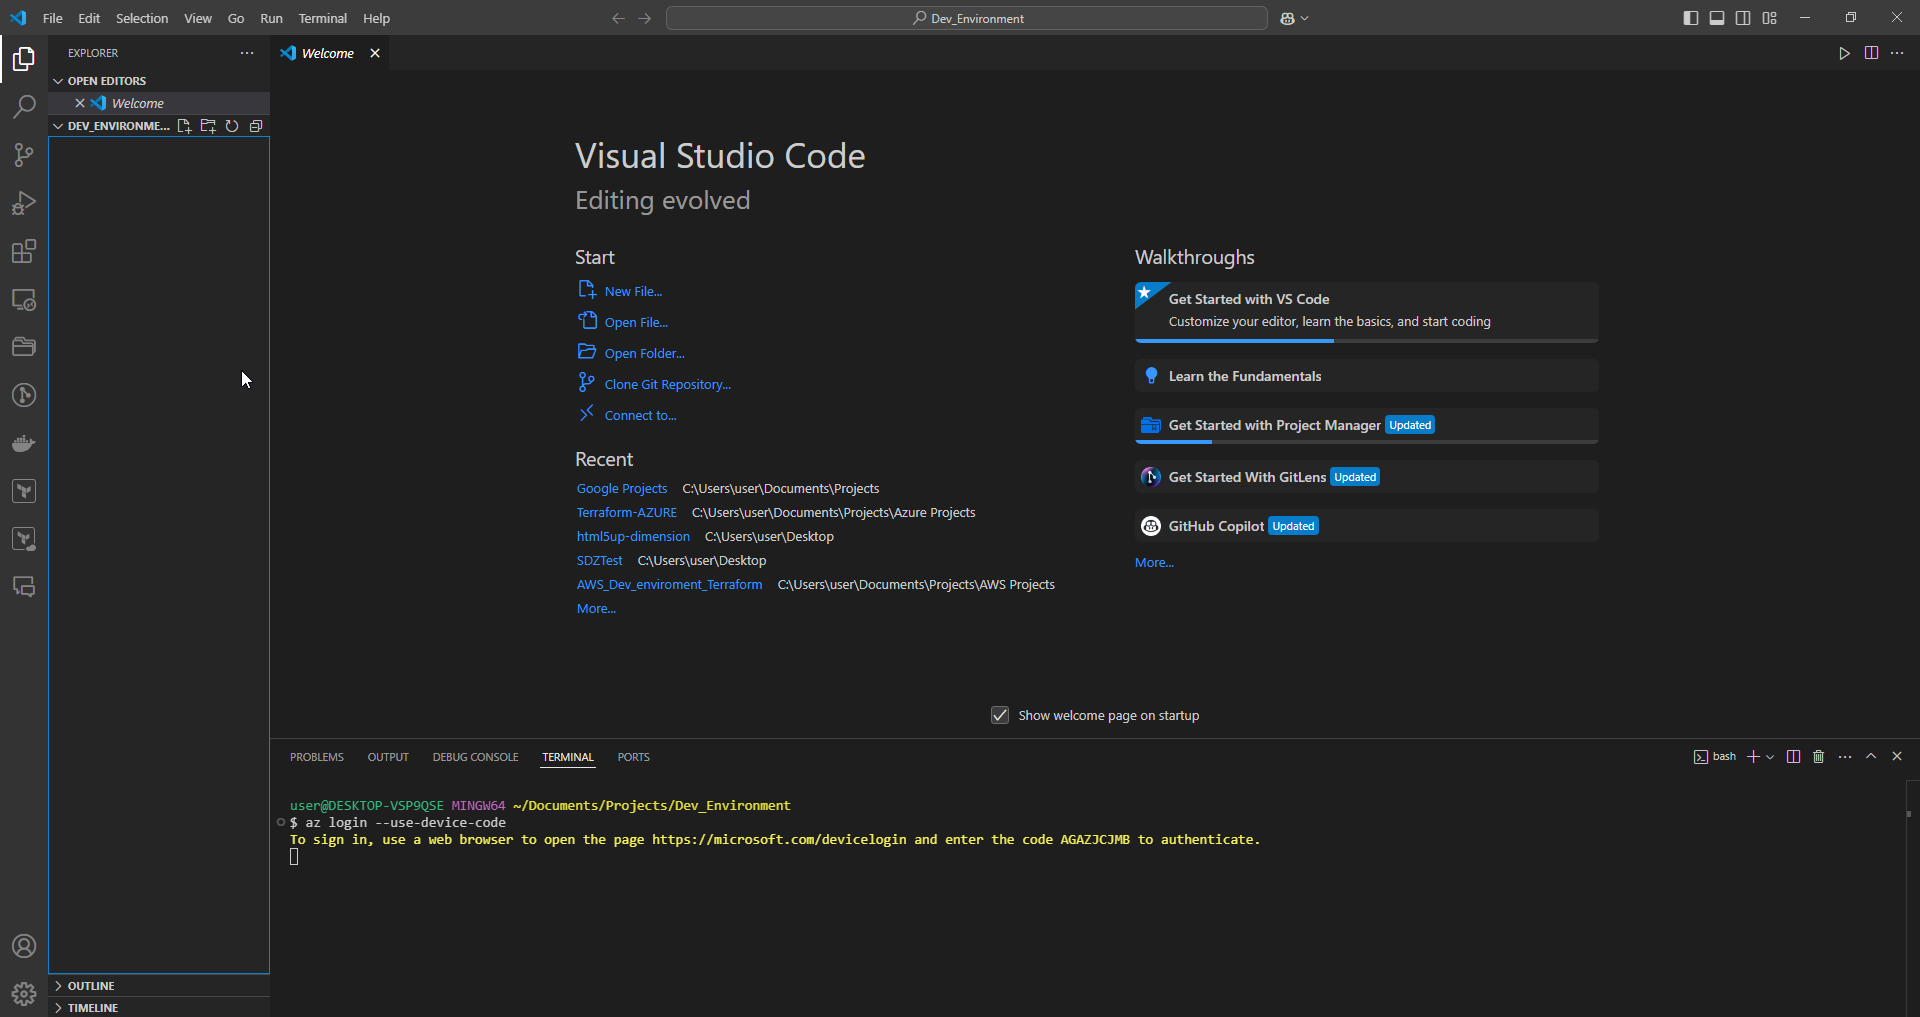 File Edit Selection View Go Run Terminal Help
Dev_Environment
EXPLORER
Welcome
OPEN EDITORS
Welcome
DEV_ENVIRONME...
Visual Studio Code
Editing evolved
Start
New File...
Open File...
Open Folder...
Clone Git Repository...
Connect to...
Recent
Google Projects C:\Users\user\Documents\Projects
Terraform-AZURE C:\Users\user\Documents\Projects\Azure Projects
html5up-dimension C:\Users\user\Desktop
SDZTest C:\Users\user\Desktop
AWS_Dev_enviroment_Terraform C:\Users\user\Documents\Projects\AWS Projects
More...
Walkthroughs
Get Started with VS Code
Customize your editor, learn the basics, and start coding
Learn the Fundamentals
Get Started with Project Manager Updated
Get Started With GitLens Updated
GitHub Copilot Updated
More...
Show welcome page on startup
PROBLEMS OUTPUT DEBUG CONSOLE TERMINAL PORTS
bash
user@DESKTOP-VSP9QSE MINGW64 ~/Documents/Projects/Dev_Environment
$ az login --use-device-code
To sign in, use a web browser to open the page https://microsoft.com/devicelogin and enter the code AGAZJCJMB to authenticate.
OUTLINE
TIMELINE